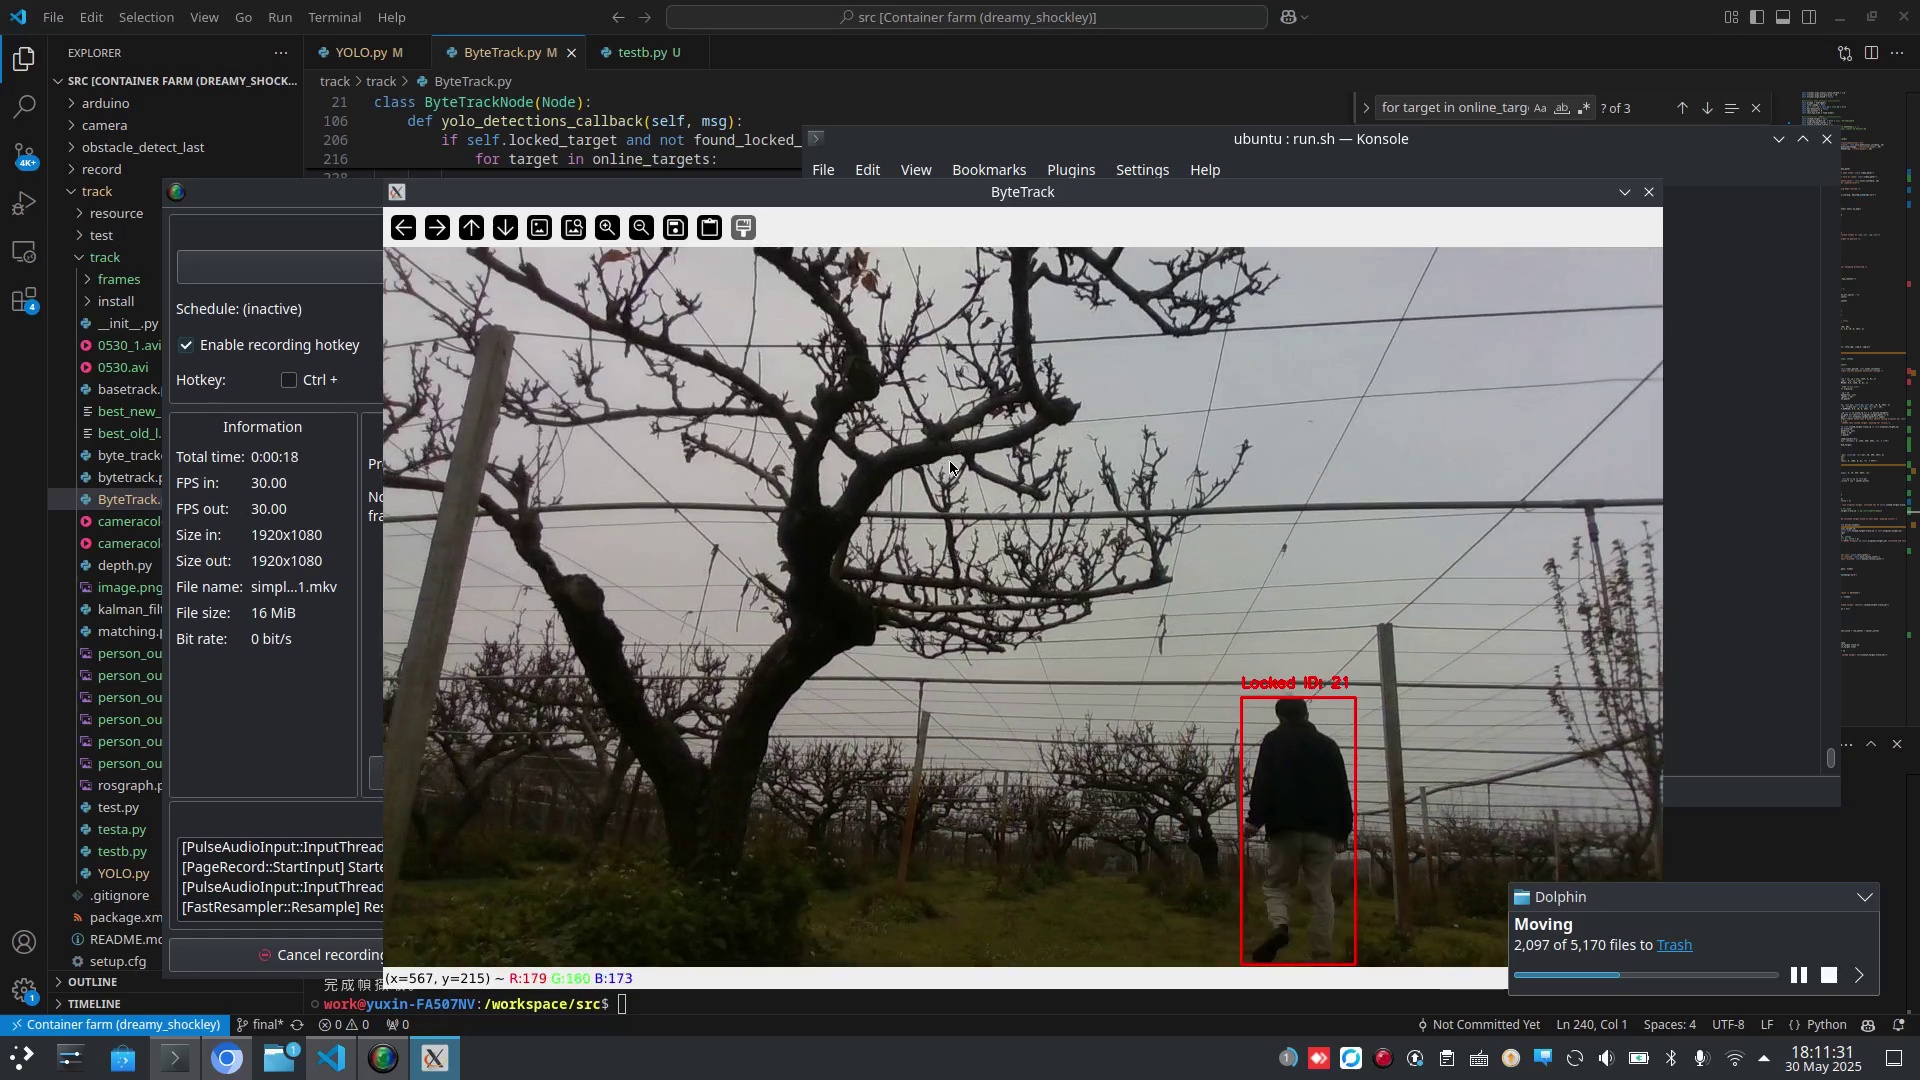 File Edit Selection View Go Run Terminal Help
src [Container farm (dreamy_shockley)]
EXPLORER
YOLO.py M
ByteTrack.py M
testb.py U
SRC [CONTAINER FARM (DREAMY_SHOCK...
track > track > ByteTrack.py
arduino
camera
obstacle_detect_last
record
track
resource
test
track
frames
install
__init__.py
0530_1.avi
0530.avi
basetrack.
best_new_
best_old_l.
byte_track
bytetrack.p
ByteTrack.
cameracol
cameracol
depth.py
image.png
kalman_filt
matching.p
person_ou
person_ou
person_ou
person_ou
person_ou
person_ou
rosgraph.p
test.py
testa.py
testb.py
YOLO.py
.gitignore
package.xm
README.md
setup.cfg
OUTLINE
TIMELINE
4K+
4
1
21 class ByteTrackNode(Node):
106 def yolo_detections_callback(self, msg):
206 if self.locked_target and not found_locked_
216 for target in online_targets:
for target in online_targ
Aa ab .*
? of 3
ubuntu : run.sh — Konsole
File Edit View Bookmarks Plugins Settings Help
ByteTrack
Schedule: (inactive)
Enable recording hotkey
Hotkey: Ctrl +
Information
Total time: 0:00:18
FPS in: 30.00
FPS out: 30.00
Size in: 1920x1080
Size out: 1920x1080
File name: simpl...1.mkv
File size: 16 MiB
Bit rate: 0 bit/s
[PulseAudioInput::InputThread
[PageRecord::StartInput] Starte
[PulseAudioInput::InputThread
[FastResampler::Resample] Res
Cancel recording
Locked ID: 21
(x=567, y=215) ~ R:179 G:160 B:173
Dolphin
Moving
2,097 of 5,170 files to Trash
work@yuxin-FA507NV:/workspace/src$
Container farm (dreamy_shockley)
final*
0 0
0
Not Committed Yet
Ln 240, Col 1
Spaces: 4
UTF-8
LF
Python
1
1
18:11:31
30 May 2025